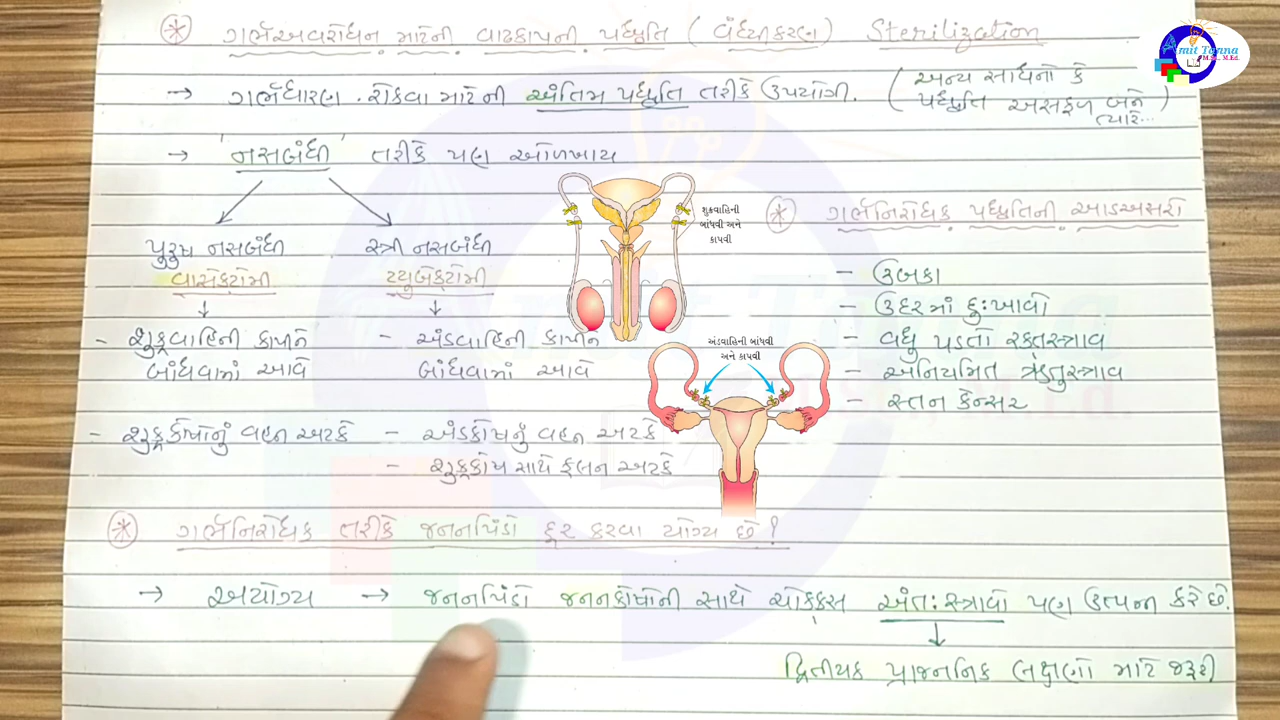 ગર્ભઅવરોધન માટેની વાઢકાપની પદ્ધતિ ( વંધ્યીકરણ ) Sterilization
→ ગર્ભધારણ રોકવા માટેની અંતિમ પદ્ધતિ તરીકે ઉપયોગી. ( અન્ય સાધનો કે
પદ્ધતિ અસફળ બને )
ત્યારે...
→ 'નસબંધી' તરીકે પણ ઓળખાય
પુરુષ નસબંધી
વાસેક્ટોમી
- શુક્રવાહિની કાપીને
બાંધવામાં આવે
- શુક્રકોષોનું વહન અટકે
સ્ત્રી નસબંધી
ટ્યુબેક્ટોમી
- અંડવાહિની કાપીને
બાંધવામાં આવે
- અંડકોષનું વહન અટકે
- શુક્રકોષ સાથે ફલન અટકે
શુક્રવાહિની
બાંધવી અને
કાપવી
અંડવાહિની બાંધવી
અને કાપવી
ગર્ભનિરોધક પદ્ધતિની આડઅસરો
- ઉબકા
- ઉદરમાં દુઃખાવો
- વધુ પડતો રક્તસ્ત્રાવ
- અનિયમિત ઋતુસ્ત્રાવ
- સ્તન કેન્સર
ગર્ભનિરોધક તરીકે જનનપિંડો દૂર કરવા યોગ્ય છે ?
→ અયોગ્ય → જનનપિંડો જનનકોષોની સાથે ચોક્કસ અંતઃસ્ત્રાવો પણ ઉત્પન્ન કરે છે.
દ્વિતીયક પ્રાજનનિક લક્ષણો માટે જરૂરી
Amit Tanna
M.Sc., M.Ed.